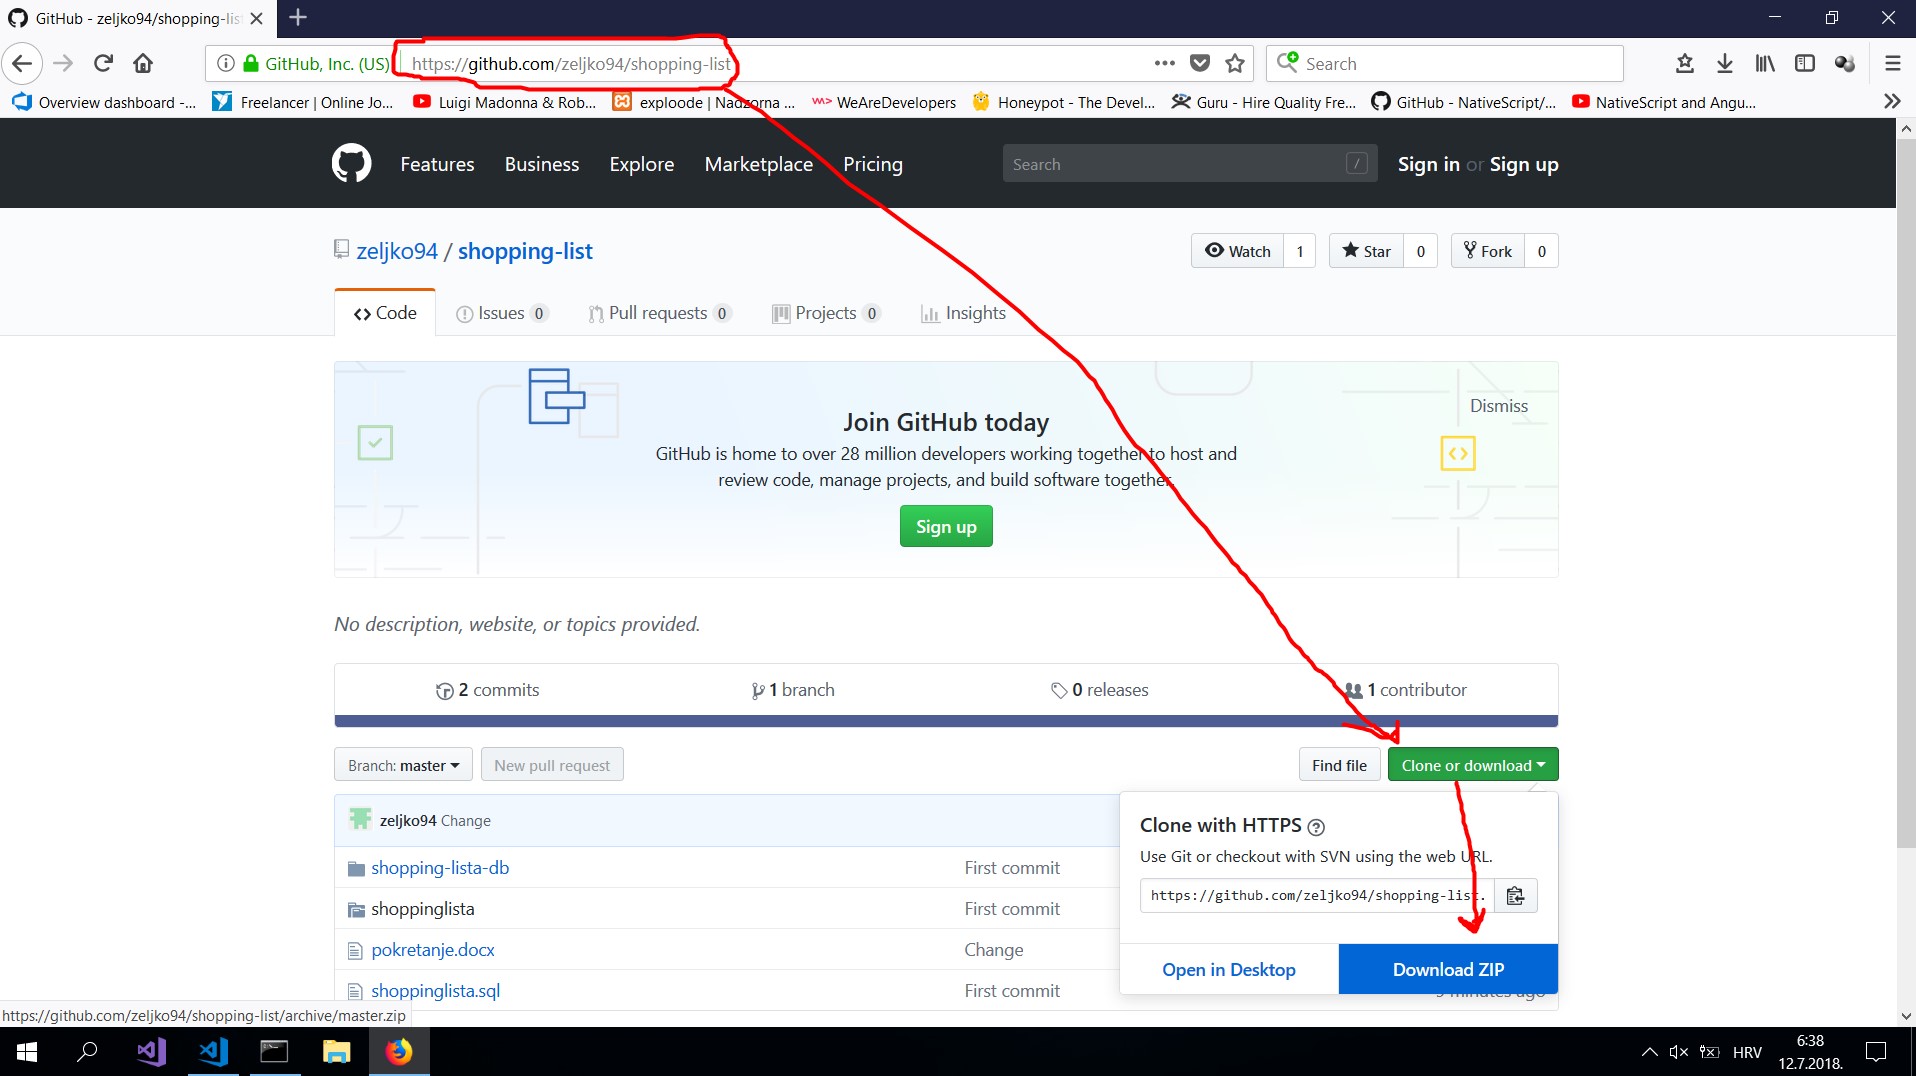 GitHub - zeljko94/shopping-list
GitHub, Inc. (US) https://github.com/zeljko94/shopping-list
Search
Overview dashboard -... Freelancer | Online Jo... Luigi Madonna & Rob... exploode | Nadzorna ... WeAreDevelopers Honeypot - The Devel... Guru - Hire Quality Fre... GitHub - NativeScript/... NativeScript and Angu...
Features Business Explore Marketplace Pricing Search / Sign in or Sign up
zeljko94 / shopping-list
Watch 1 Star 0 Fork 0
Code Issues 0 Pull requests 0 Projects 0 Insights
Dismiss
Join GitHub today
GitHub is home to over 28 million developers working together to host and
review code, manage projects, and build software together.
Sign up
No description, website, or topics provided.
2 commits 1 branch 0 releases 1 contributor
Branch: master New pull request Find file Clone or download
zeljko94 Change
shopping-lista-db First commit
shoppinglista First commit
pokretanje.docx Change
shoppinglista.sql First commit
Clone with HTTPS ?
Use Git or checkout with SVN using the web URL.
https://github.com/zeljko94/shopping-list.
Open in Desktop Download ZIP
minutes ago
https://github.com/zeljko94/shopping-list/archive/master.zip
HRV
6:38
12.7.2018.